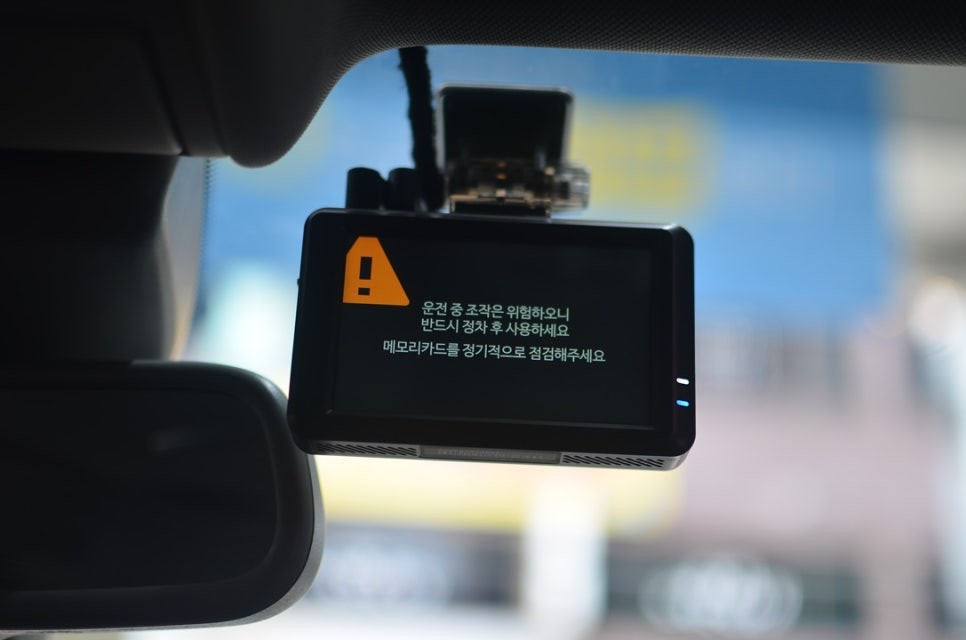 운전 중 조작은 위험하오니
반드시 정차 후 사용하세요
메모리카드를 정기적으로 점검해주세요